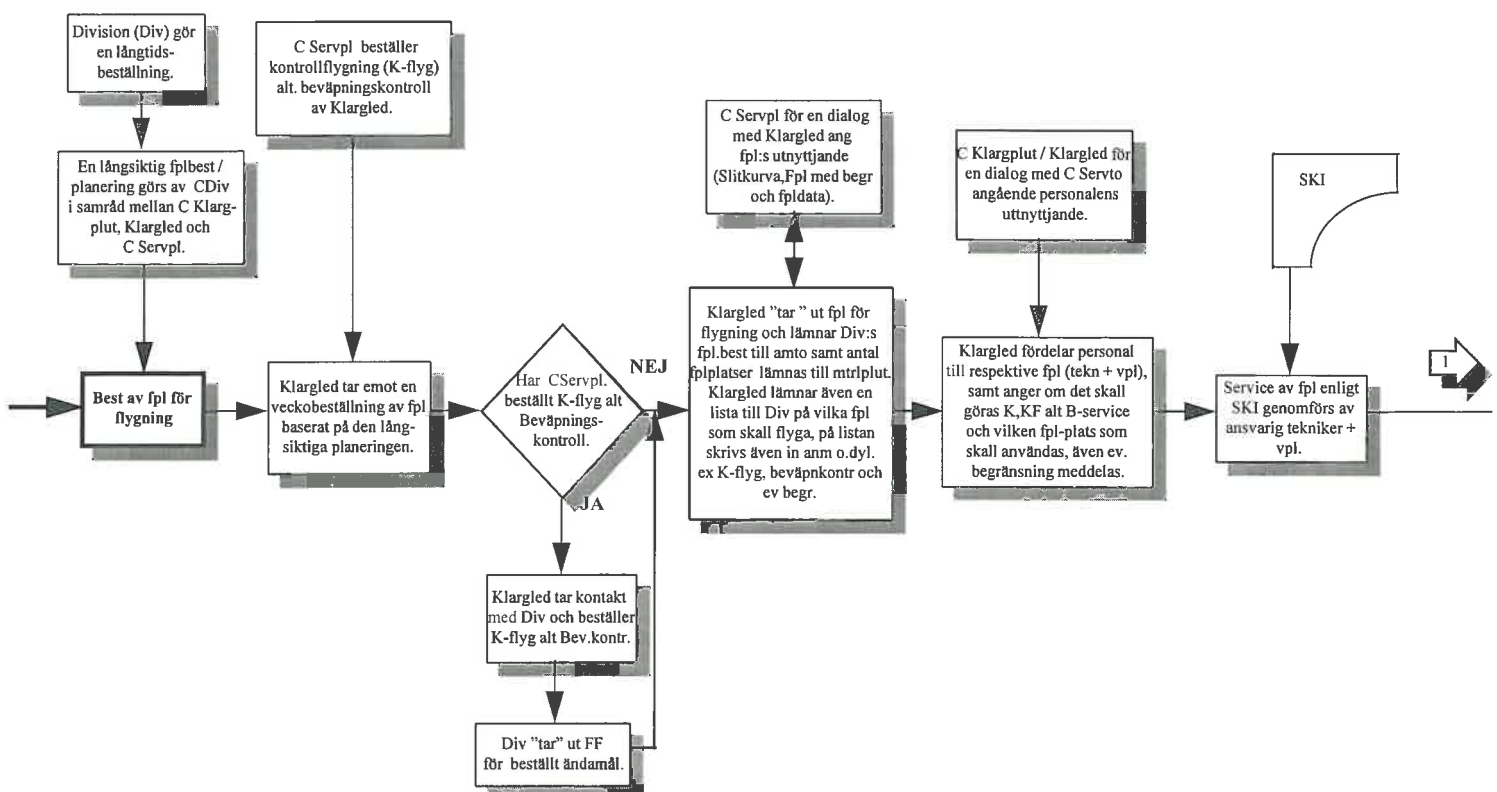 Division (Div) gör
en långtids-
beställning.
En långsiktig fplbest /
planering görs av CDiv
i samråd mellan C Klarg-
plut, Klargled och
C Servpl.
Best av fpl för
flygning
C Servpl beställer
kontrollflygning (K-flyg)
alt. beväpningskontroll
av Klargled.
Klargled tar emot en
veckobeställning av fpl
baserat på den lång-
siktiga planeringen.
Har CServpl.
beställt K-flyg alt
Beväpnings-
kontroll.
NEJ
JA
Klargled tar kontakt
med Div och beställer
K-flyg alt Bev.kontr.
Div ”tar” ut FF
för beställt ändamål.
C Servpl för en dialog
med Klargled ang
fpl:s utnyttjande
(Slitkurva,Fpl med begr
och fpldata).
Klargled ”tar ” ut fpl för
flygning och lämnar Div:s
fpl.best till amto samt antal
fplplatser lämnas till mtrlplut.
Klargled lämnar även en
lista till Div på vilka fpl
som skall flyga, på listan
skrivs även in anm o.dyl.
ex K-flyg, beväpnkontr och
ev begr.
C Klargplut / Klargled för
en dialog med C Servto
angående personalens
uttnyttjande.
Klargled fördelar personal
till respektive fpl (tekn + vpl),
samt anger om det skall
göras K,KF alt B-service
och vilken fpl-plats som
skall användas, även ev.
begränsning meddelas.
SKI
Service av fpl enligt
SKI genomförs av
ansvarig tekniker +
vpl.
1